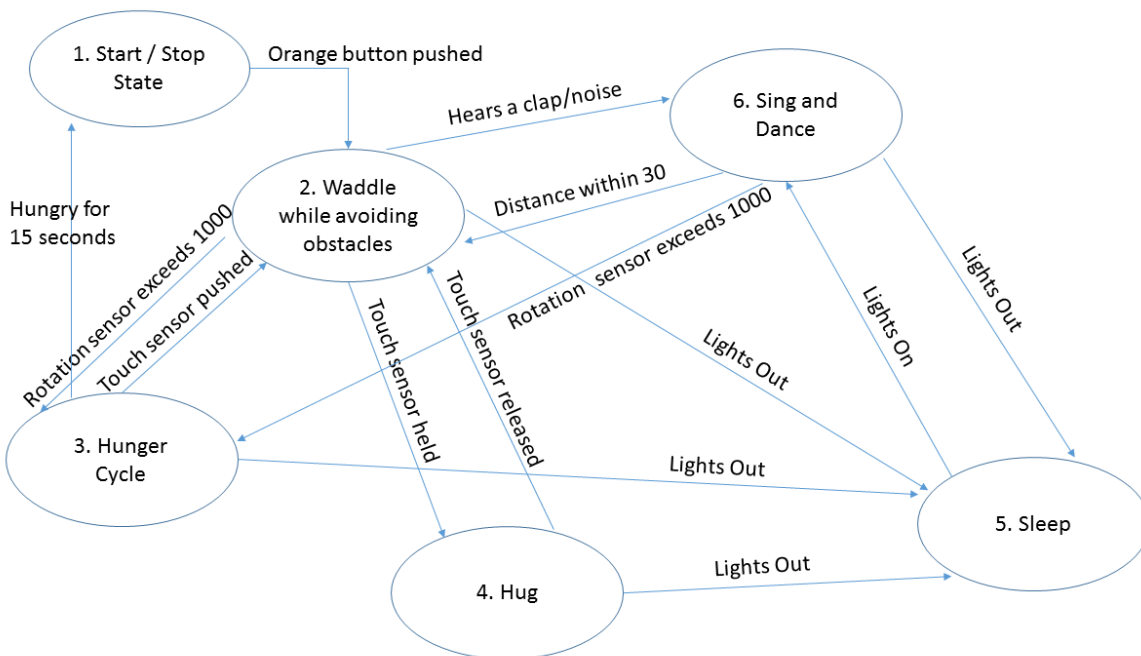 1. Start / Stop
State
Orange button pushed
Hears a clap/noise
6. Sing and
Dance
2. Waddle
while avoiding
obstacles
Distance within 30
Hungry for
15 seconds
Rotation sensor exceeds 1000
Touch sensor pushed
Rotation sensor exceeds 1000
Touch sensor held
Touch sensor released
Lights Out
Lights On
Lights Out
3. Hunger
Cycle
Lights Out
5. Sleep
4. Hug
Lights Out